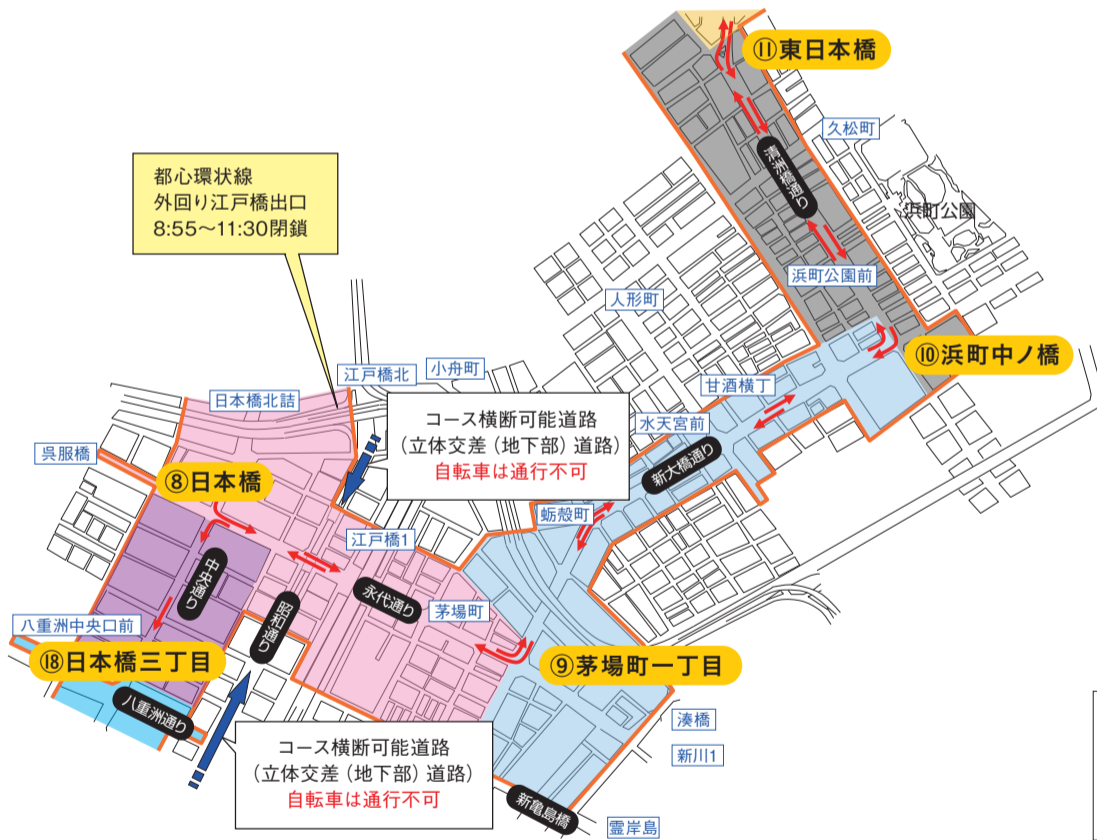 ⑪東日本橋
久松町
清洲橋通り
浜町公園
浜町公園前
都心環状線
外回り江戸橋出口
8:55～11:30閉鎖
人形町
⑩浜町中ノ橋
江戸橋北
小舟町
甘酒横丁
日本橋北詰
コース横断可能道路
（立体交差（地下部）道路）
自転車は通行不可
水天宮前
呉服橋
新大橋通り
⑧日本橋
蛎殻町
江戸橋1
中央通り
永代通り
昭和通り
茅場町
八重洲中央口前
⑱日本橋三丁目
⑨茅場町一丁目
八重洲通り
湊橋
コース横断可能道路
（立体交差（地下部）道路）
自転車は通行不可
新川1
新亀島橋
霊岸島